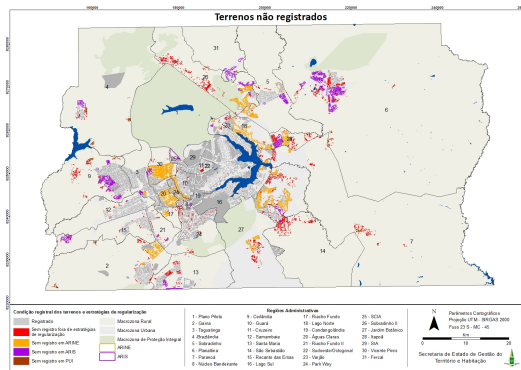 Terrenos não registrados
Condição registral dos terrenos e estratégias de regularização
Registrado
Sem registro fora de estratégias de regularização
Sem registro em ARINE
Sem registro em ARIS
Sem registro em PUI
Macrozona Rural
Macrozona Urbana
Macrozona de Proteção Integral
ARINE
ARIS
Regiões Administrativas
1 - Plano Piloto
2 - Gama
3 - Taguatinga
4 - Brazlândia
5 - Sobradinho
6 - Planaltina
7 - Paranoá
8 - Núcleo Bandeirante
9 - Ceilândia
10 - Guará
11 - Cruzeiro
12 - Samambaia
13 - Santa Maria
14 - São Sebastião
15 - Recanto das Emas
16 - Lago Sul
17 - Riacho Fundo
18 - Lago Norte
19 - Candangolândia
20 - Águas Claras
21 - Riacho Fundo II
22 - Sudoeste/Octogonal
23 - Varjão
24 - Park Way
25 - SCIA
26 - Sobradinho II
27 - Jardim Botânico
28 - Itapoã
29 - SIA
30 - Vicente Pires
31 - Fercal
N
Parâmetros Cartográficos
Projeção UTM - SIRGAS 2000
Fuso 23 S - MC - 45
Km
0 10 20
Secretaria de Estado de Gestão do
Território e Habitação